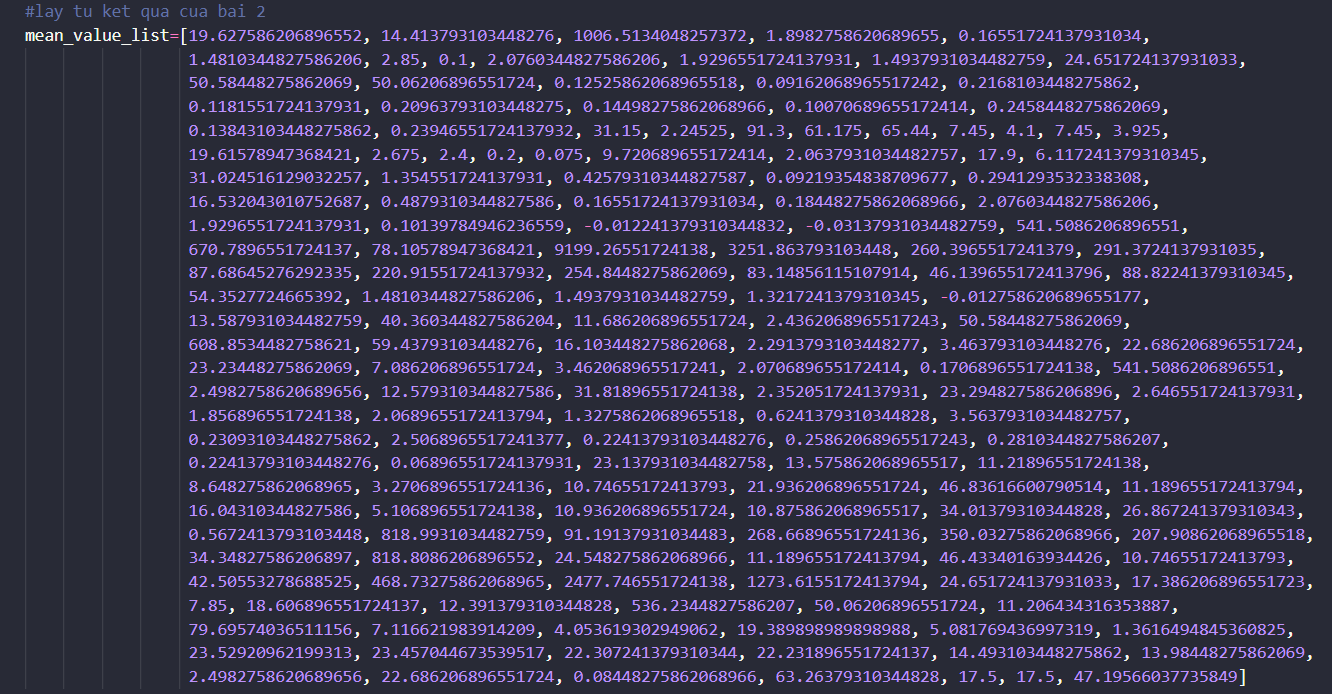 #lay tu ket qua cua bai 2
mean_value_list=[19.627586206896552, 14.413793103448276, 1006.5134048257372, 1.8982758620689655, 0.16551724137931034,
1.4810344827586206, 2.85, 0.1, 2.0760344827586206, 1.9296551724137931, 1.4937931034482759, 24.651724137931033,
50.58448275862069, 50.06206896551724, 0.12525862068965518, 0.09162068965517242, 0.2168103448275862,
0.1181551724137931, 0.20963793103448275, 0.14498275862068966, 0.10070689655172414, 0.2458448275862069,
0.13843103448275862, 0.23946551724137932, 31.15, 2.24525, 91.3, 61.175, 65.44, 7.45, 4.1, 7.45, 3.925,
19.61578947368421, 2.675, 2.4, 0.2, 0.075, 9.720689655172414, 2.0637931034482757, 17.9, 6.117241379310345,
31.024516129032257, 1.354551724137931, 0.42579310344827587, 0.09219354838709677, 0.2941293532338308,
16.532043010752687, 0.4879310344827586, 0.16551724137931034, 0.18448275862068966, 2.0760344827586206,
1.9296551724137931, 0.10139784946236559, -0.012241379310344832, -0.03137931034482759, 541.5086206896551,
670.7896551724137, 78.10578947368421, 9199.26551724138, 3251.863793103448, 260.3965517241379, 291.3724137931035,
87.68645276292335, 220.91551724137932, 254.8448275862069, 83.14856115107914, 46.139655172413796, 88.82241379310345,
54.3527724665392, 1.4810344827586206, 1.4937931034482759, 1.3217241379310345, -0.012758620689655177,
13.587931034482759, 40.360344827586204, 11.686206896551724, 2.4362068965517243, 50.58448275862069,
608.8534482758621, 59.43793103448276, 16.103448275862068, 2.2913793103448277, 3.463793103448276, 22.686206896551724,
23.23448275862069, 7.086206896551724, 3.462068965517241, 2.070689655172414, 0.1706896551724138, 541.5086206896551,
2.4982758620689656, 12.579310344827586, 31.81896551724138, 2.352051724137931, 23.294827586206896, 2.646551724137931,
1.856896551724138, 2.0689655172413794, 1.3275862068965518, 0.6241379310344828, 3.5637931034482757,
0.23093103448275862, 2.5068965517241377, 0.22413793103448276, 0.25862068965517243, 0.2810344827586207,
0.22413793103448276, 0.0689655172413​7931, 23.137931034482758, 13.575862068965517, 11.21896551724138,
8.648275862068965, 3.2706896551724136, 10.74655172413793, 21.936206896551724, 46.83616600790514, 11.189655172413794,
16.04310344827586, 5.106896551724138, 10.936206896551724, 10.875862068965517, 34.01379310344828, 26.867241379310343,
0.5672413793103448, 818.9931034482759, 91.19137931034483, 268.66896551724136, 350.03275862068966, 207.90862068965518,
34.34827586206897, 818.8086206896552, 24.548275862068966, 11.189655172413794, 46.43340163934426, 10.74655172413793,
42.50553278688525, 468.73275862068965, 2477.746551724138, 1273.6155172413794, 24.651724137931033, 17.386206896551723,
7.85, 18.606896551724137, 12.391379310344828, 536.2344827586207, 50.06206896551724, 11.206434316353887,
79.69574036511156, 7.116621983914209, 4.053619302949062, 19.389898989898988, 5.081769436997319, 1.3616494845360825,
23.52920962199313, 23.457044673539517, 22.307241379310344, 22.231896551724137, 14.493103448275862, 13.98448275862069,
2.4982758620689656, 22.686206896551724, 0.08448275862068966, 63.26379310344828, 17.5, 17.5, 47.19566037735849]